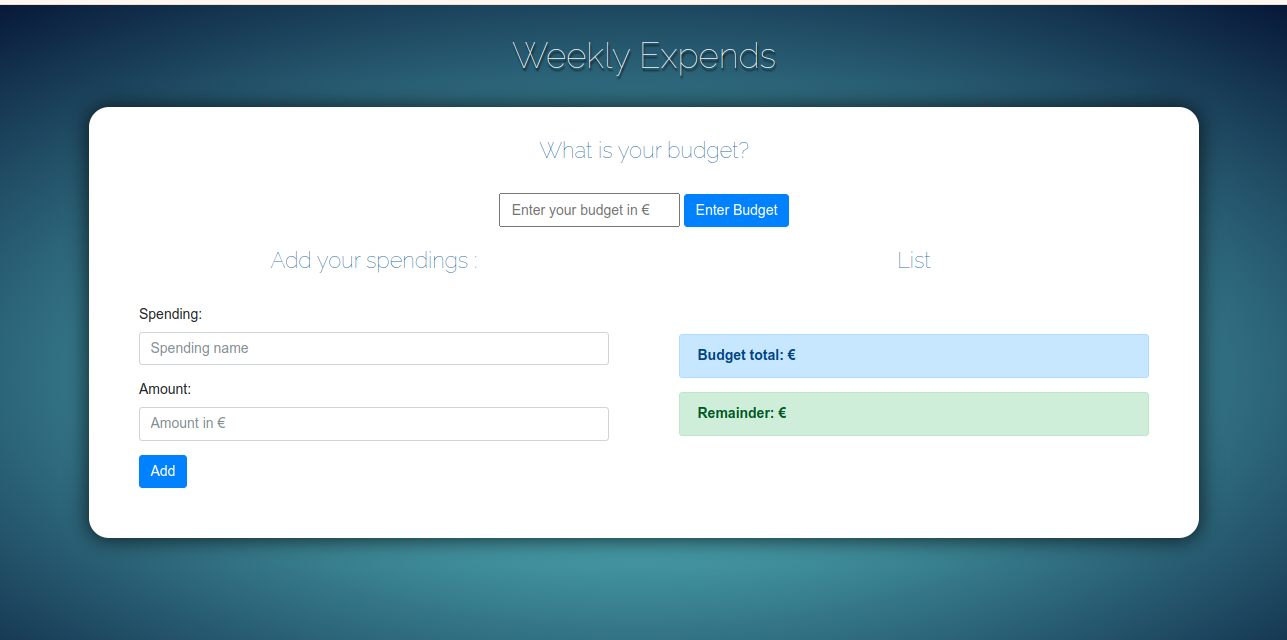 Weekly Expends
What is your budget?
Enter your budget in €
Enter Budget
Add your spendings :
Spending:
Spending name
Amount:
Amount in €
Add
List
Budget total: €
Remainder: €